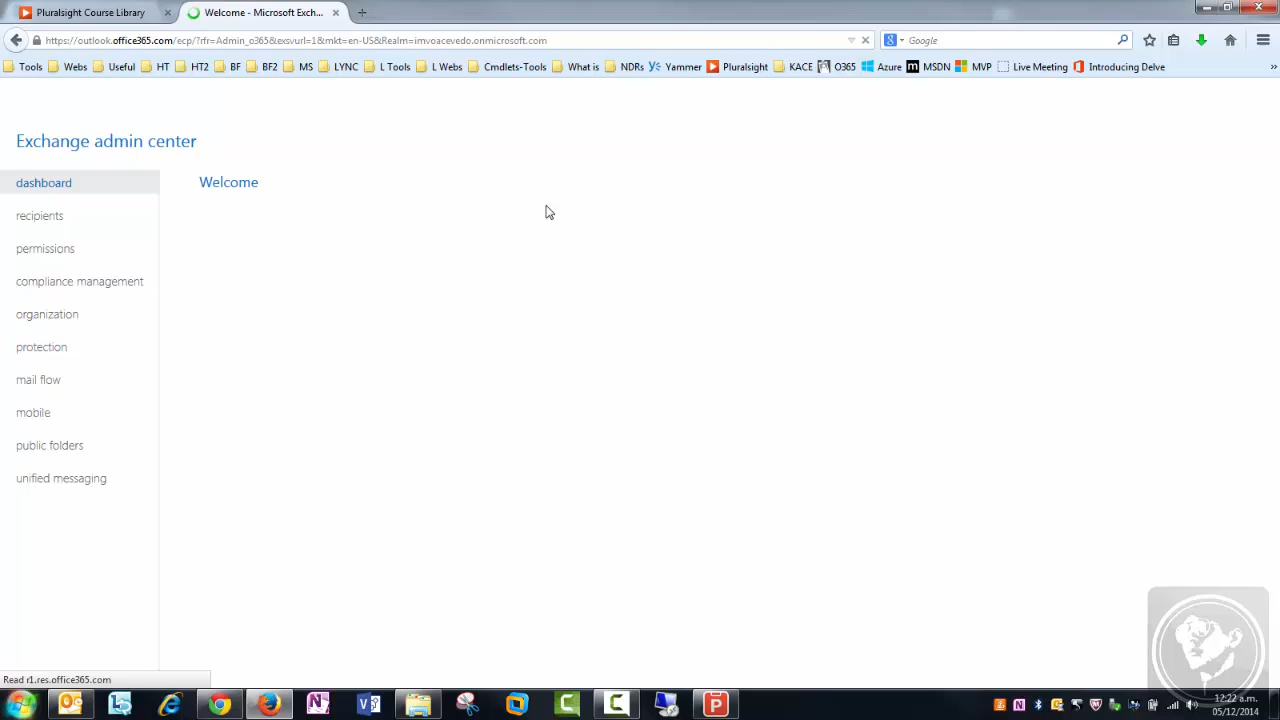 Pluralsight Course Library
Welcome - Microsoft Exch...
https://outlook.office365.com/ecp/?rfr=Admin_o365&exsvurl=1&mkt=en-US&Realm=imvoacevedo.onmicrosoft.com
Google
Tools Webs Useful HT HT2 BF BF2 MS LYNC L Tools L Webs Cmdlets-Tools What is NDRs Yammer Pluralsight KACE O365 Azure MSDN MVP Live Meeting Introducing Delve »
Exchange admin center
dashboard
Welcome
recipients
permissions
compliance management
organization
protection
mail flow
mobile
public folders
unified messaging
Read r1.res.office365.com
12:22 a.m.
05/12/2014